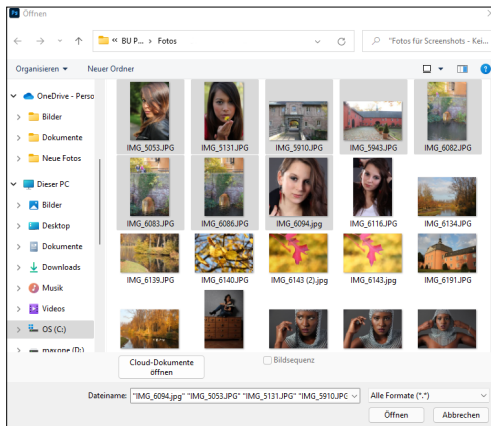 Ps Öffnen
« BU P... › Fotos
"Fotos für Screenshots - Kei...
Organisieren
Neuer Ordner
OneDrive - Perso
Bilder
Dokumente
Neue Fotos
Dieser PC
Bilder
Desktop
Dokumente
Downloads
Musik
Videos
OS (C:)
maxone (D:)
IMG_5053.JPG
IMG_5131.JPG
IMG_5910.JPG
IMG_5943.JPG
IMG_6082.JPG
IMG_6083.JPG
IMG_6086.JPG
IMG_6094.jpg
IMG_6116.JPG
IMG_6134.JPG
IMG_6139.JPG
IMG_6140.JPG
IMG_6143 (2).jpg
IMG_6143.jpg
IMG_6191.JPG
Cloud-Dokumente
öffnen
Bildsequenz
Dateiname:
"IMG_6094.jpg" "IMG_5053.JPG" "IMG_5131.JPG" "IMG_5910.JPG
Alle Formate (*.*)
Öffnen
Abbrechen